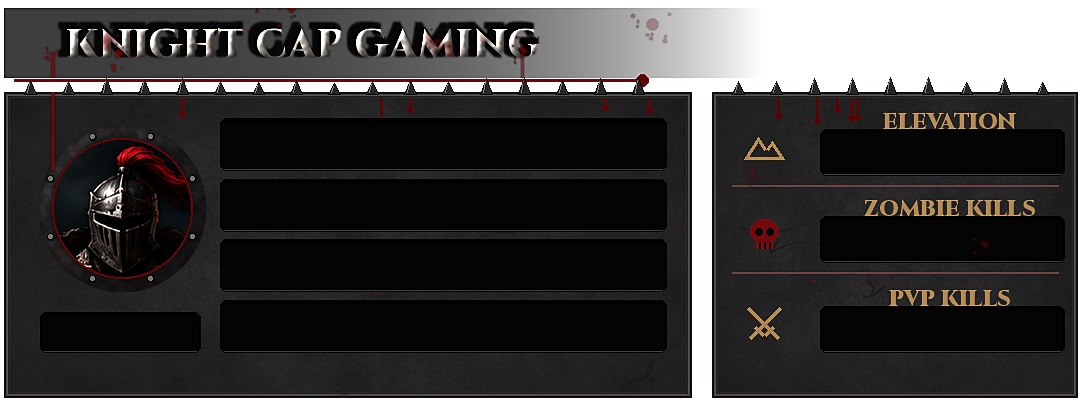 KNIGHT CAP GAMING
ELEVATION
ZOMBIE KILLS
PVP KILLS